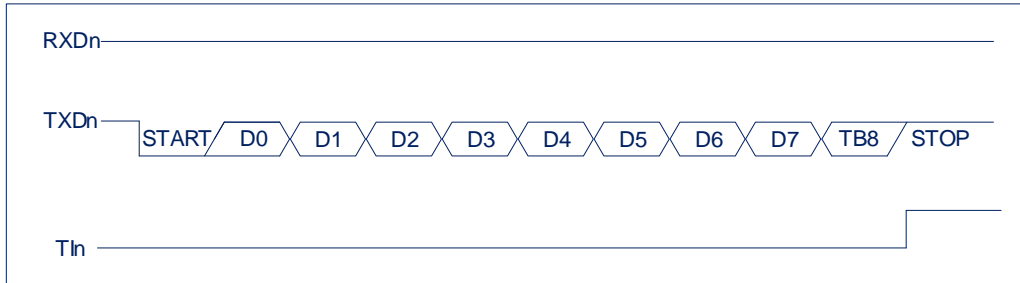 RXDn
TXDn
START D0 D1 D2 D3 D4 D5 D6 D7 TB8 STOP
TIn